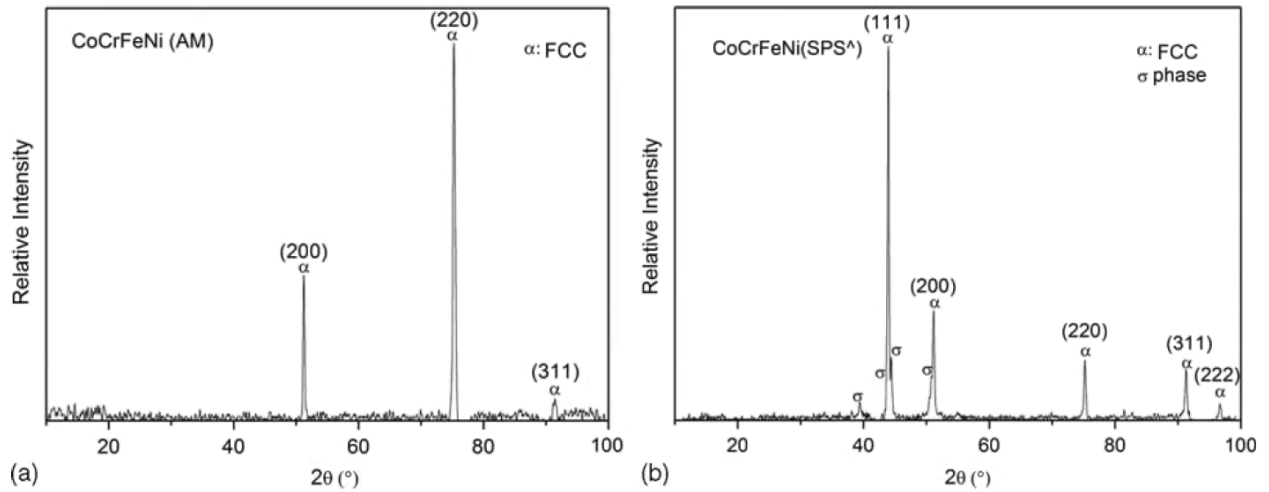 (220)
α
CoCrFeNi (AM)
α: FCC
(200)
α
(311)
α
Relative Intensity
20
40
60
80
100
2θ (°)
(a)
(111)
α
CoCrFeNi(SPS^)
α: FCC
σ phase
(200)
α
σ
σ
σ
σ
(220)
α
(311)
α
(222)
α
Relative Intensity
20
40
60
80
100
2θ (°)
(b)